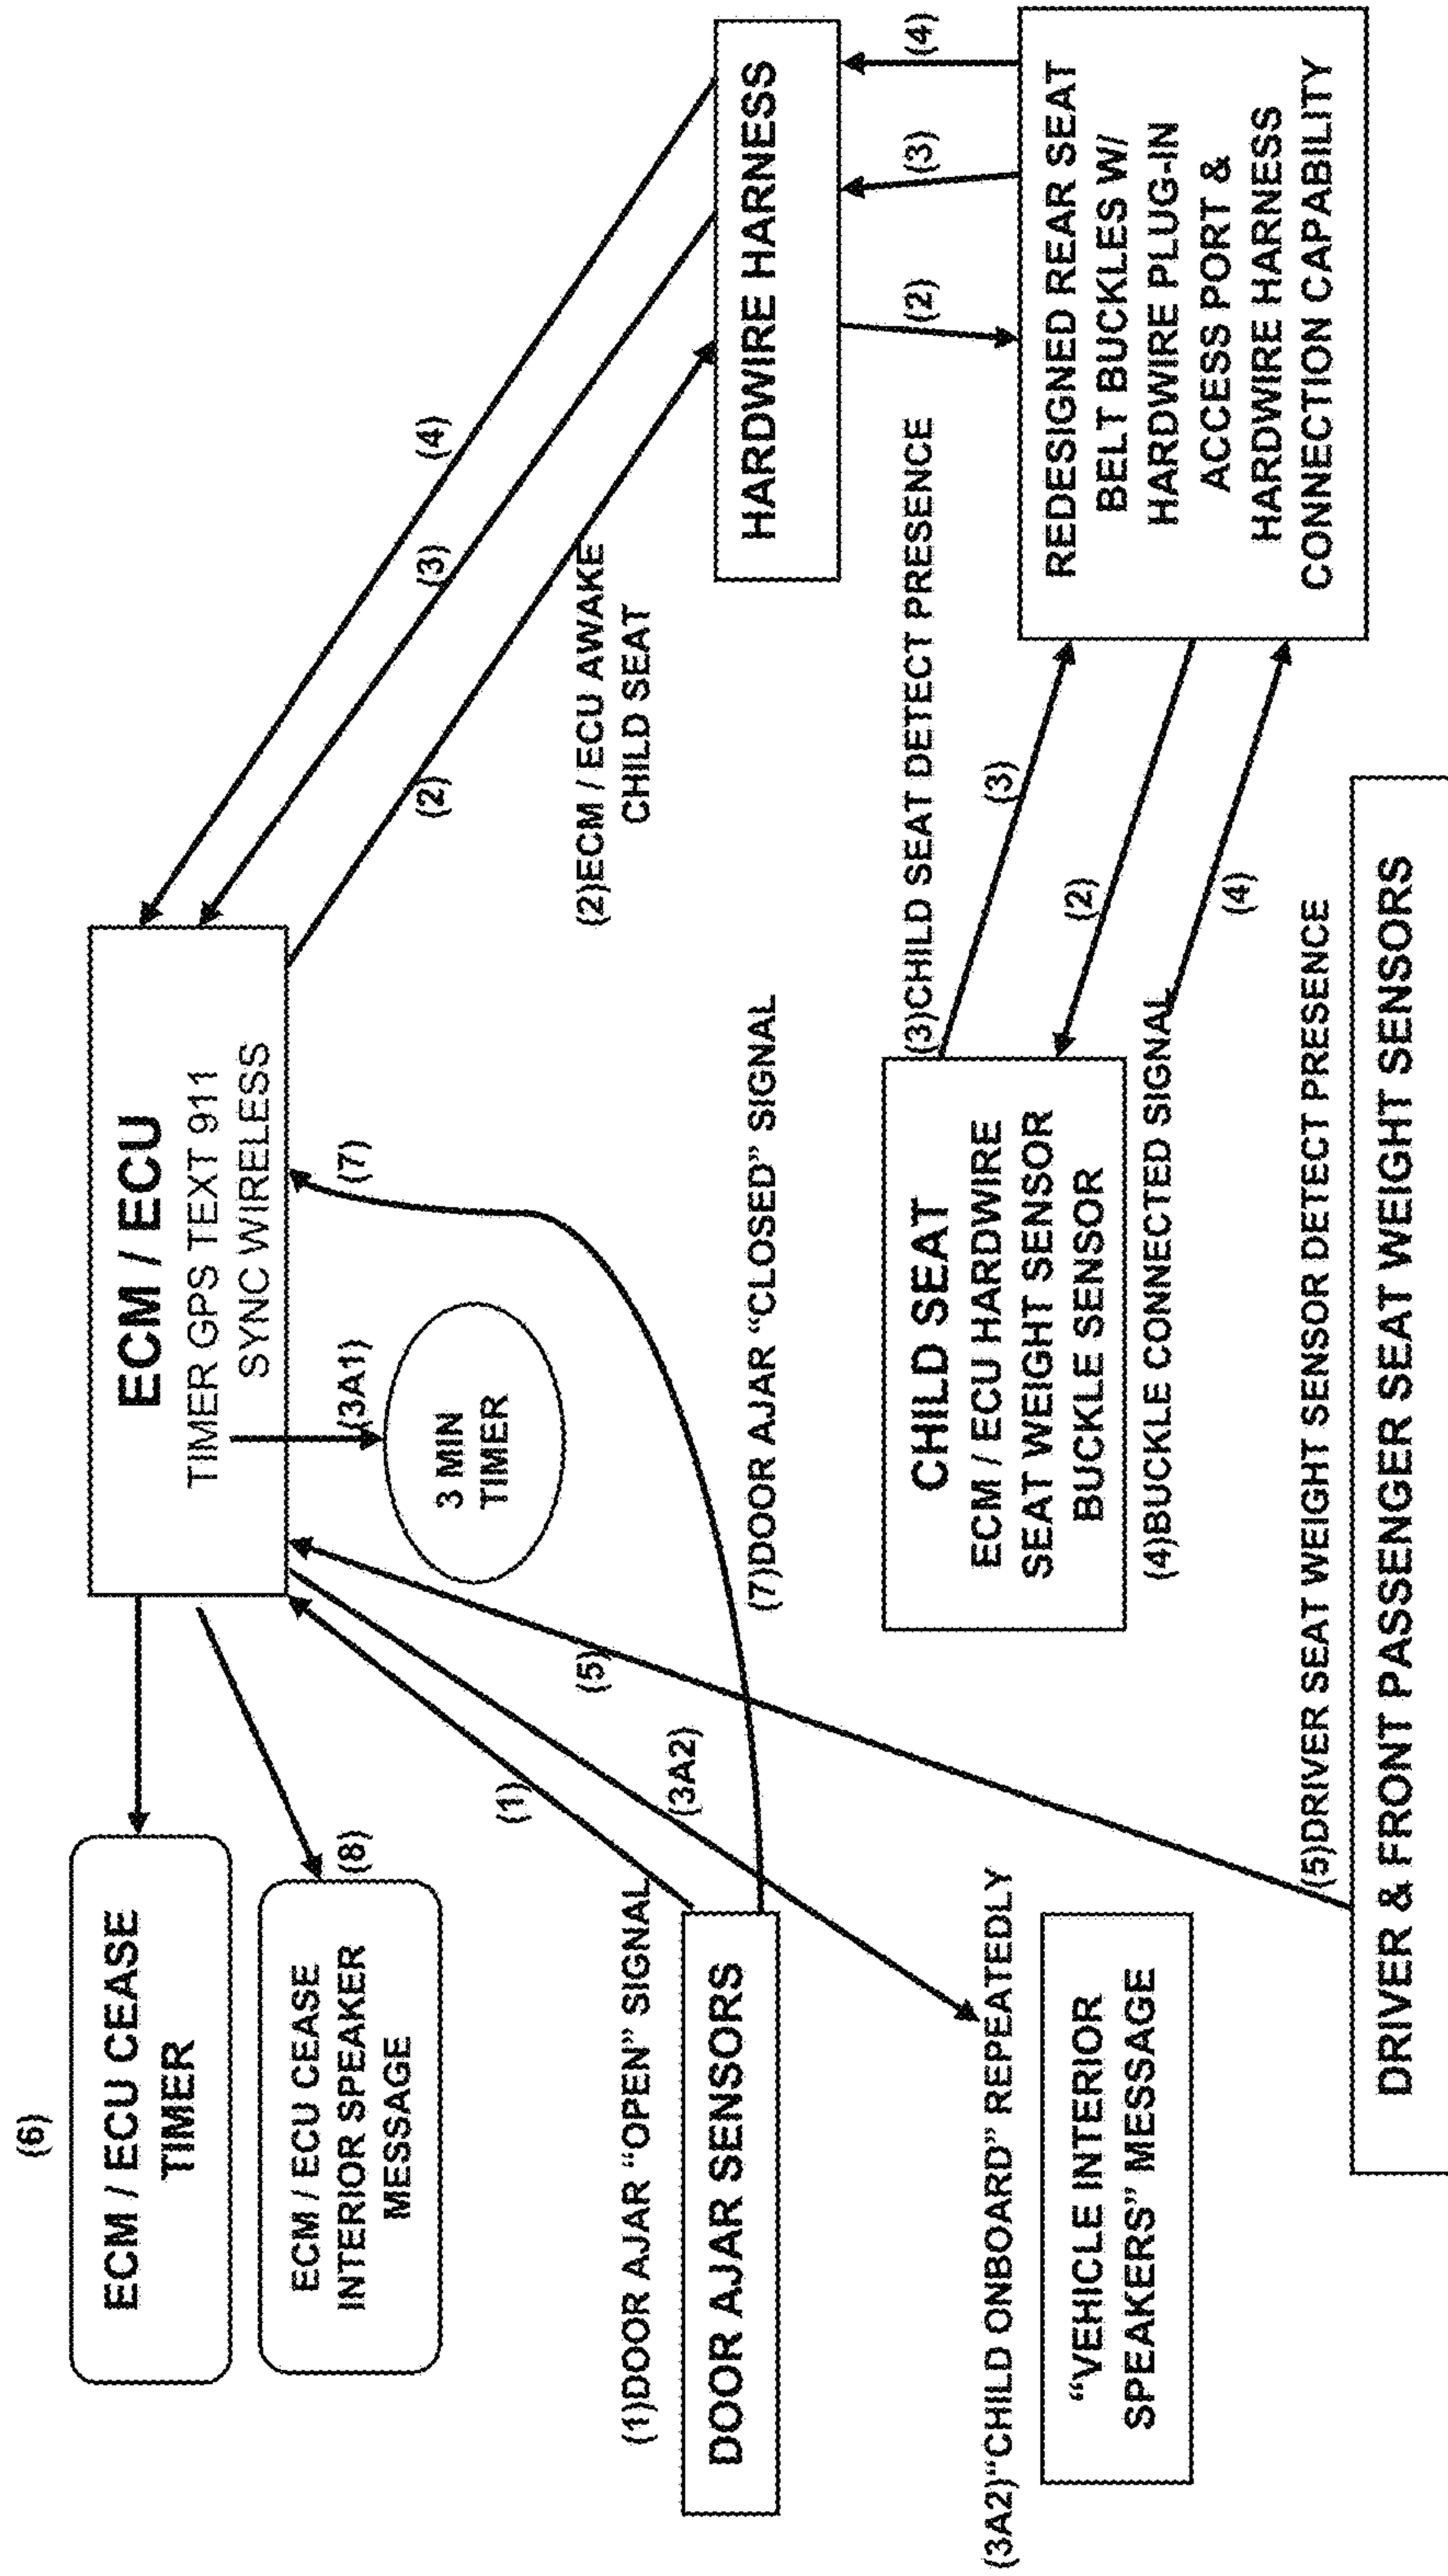 {6}
ECM / ECU CEASE
TIMER
ECM / ECU CEASE
INTERIOR SPEAKER
MESSAGE
{8}
ECM / ECU
TIMER GPS TEXT 911
SYNC WIRELESS
{3A1}
3 MIN
TIMER
{7}
{4}
{3}
{2}
{2}ECM / ECU AWAKE
CHILD SEAT
{1}
{5}
{3A2}
{1}DOOR AJAR “OPEN” SIGNAL
DOOR AJAR SENSORS
{7}DOOR AJAR “CLOSED” SIGNAL
HARDWIRE HARNESS
{2}
{3}
{4}
{3A2}“CHILD ONBOARD” REPEATEDLY
“VEHICLE INTERIOR
SPEAKERS” MESSAGE
{3}CHILD SEAT DETECT PRESENCE
CHILD SEAT
ECM / ECU HARDWIRE
SEAT WEIGHT SENSOR
BUCKLE SENSOR
{3}
{2}
{4}
{4}BUCKLE CONNECTED SIGNAL
REDESIGNED REAR SEAT
BELT BUCKLES W/
HARDWIRE PLUG-IN
ACCESS PORT &
HARDWIRE HARNESS
CONNECTION CAPABILITY
{5}DRIVER SEAT WEIGHT SENSOR DETECT PRESENCE
DRIVER & FRONT PASSENGER SEAT WEIGHT SENSORS